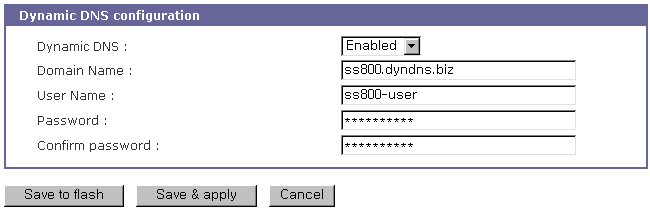 Dynamic DNS configuration
Dynamic DNS : Enabled
Domain Name : ss800.dyndns.biz
User Name : ss800-user
Password : **********
Confirm password : **********
Save to flash Save & apply Cancel